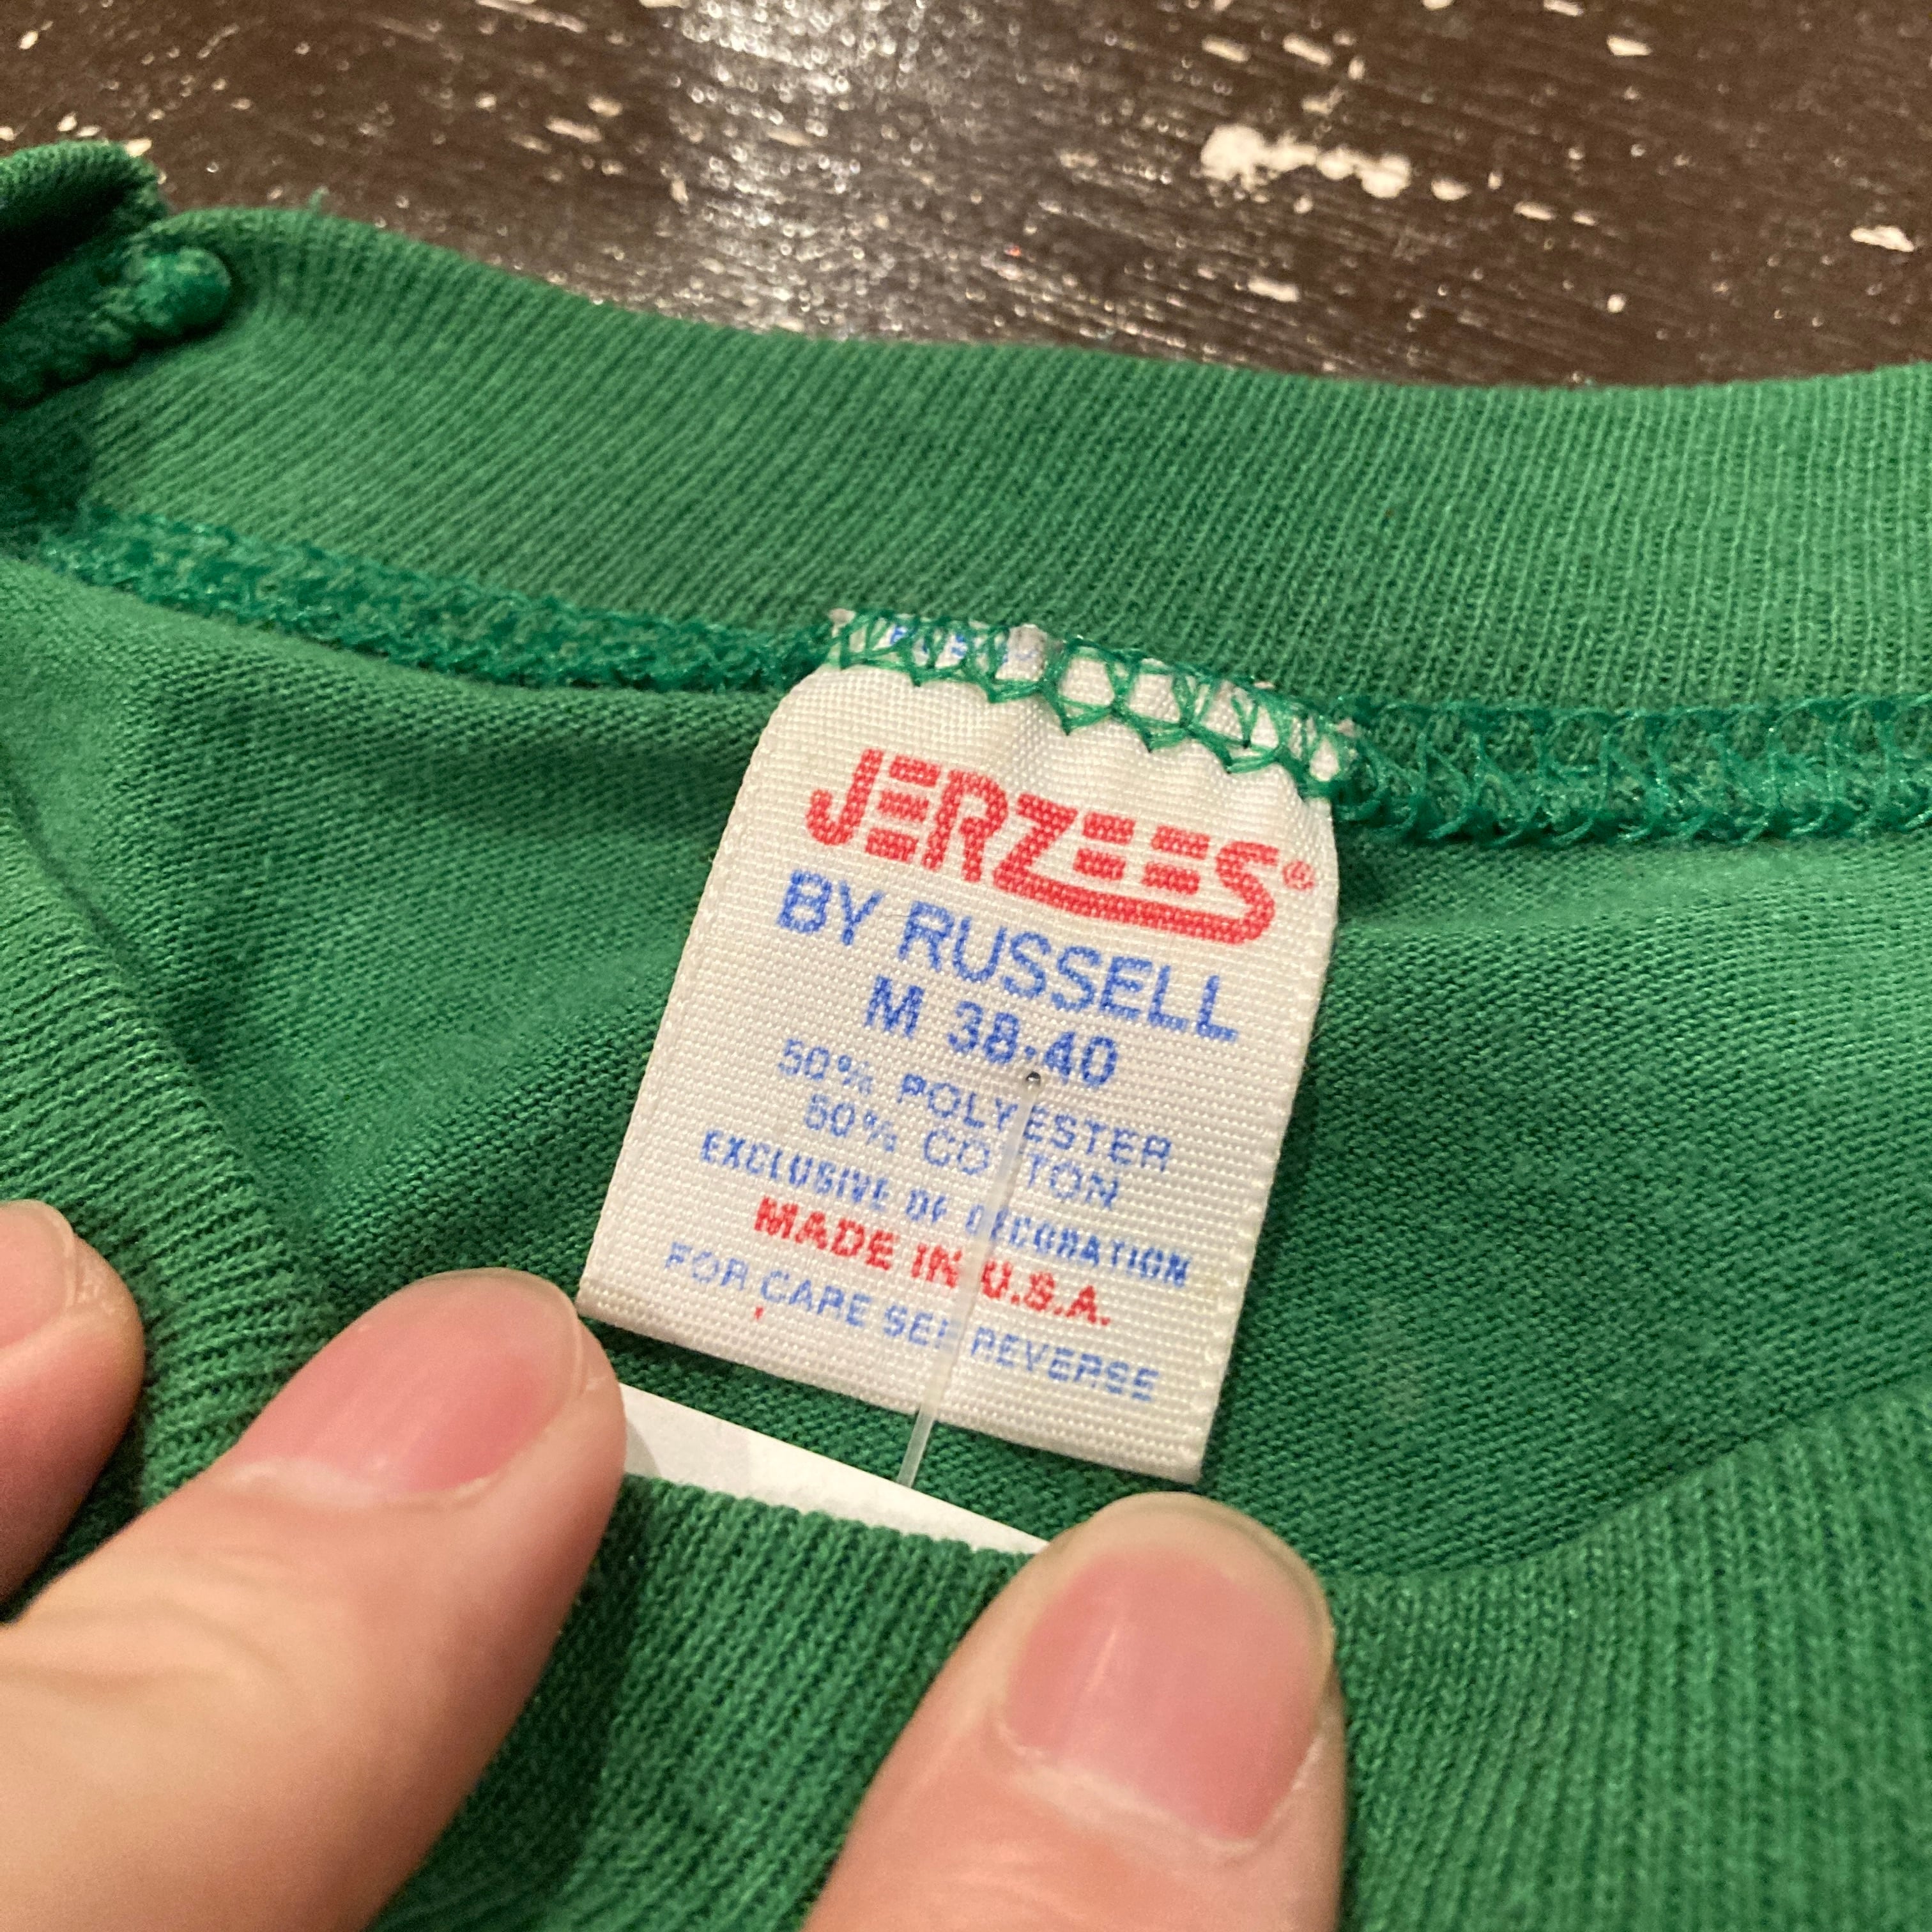 JERZEES®
BY RUSSELL
M 38-40
50% POLYESTER
50% COTTON
EXCLUSIVE OF DECORATION
MADE IN U.S.A.
FOR CARE SEE REVERSE